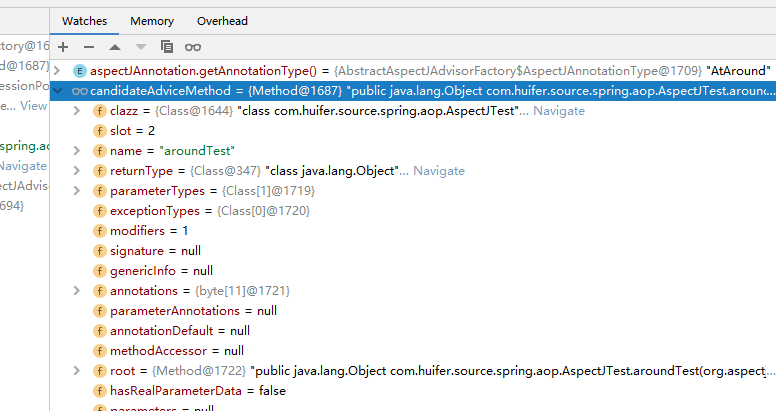 Watches Memory Overhead
ctory@16
aspectJAnnotation.getAnnotationType() = {AbstractAspectJAdvisorFactory$AspectJAnnotationType@1709} "AtAround"
d@1687}
candidateAdviceMethod = {Method@1687} "public java.lang.Object com.huifer.source.spring.aop.AspectJTest.aroun...
essionPo
clazz = {Class@1644} "class com.huifer.source.spring.aop.AspectJTest"... Navigate
... View
slot = 2
spring.ao
name = "aroundTest"
Navigate
returnType = {Class@347} "class java.lang.Object"... Navigate
ectJAdvis
parameterTypes = {Class[1]@1719}
694}
exceptionTypes = {Class[0]@1720}
modifiers = 1
signature = null
genericInfo = null
annotations = {byte[11]@1721}
parameterAnnotations = null
annotationDefault = null
methodAccessor = null
root = {Method@1722} "public java.lang.Object com.huifer.source.spring.aop.AspectJTest.aroundTest(org.aspect...
hasRealParameterData = false
parameters = null